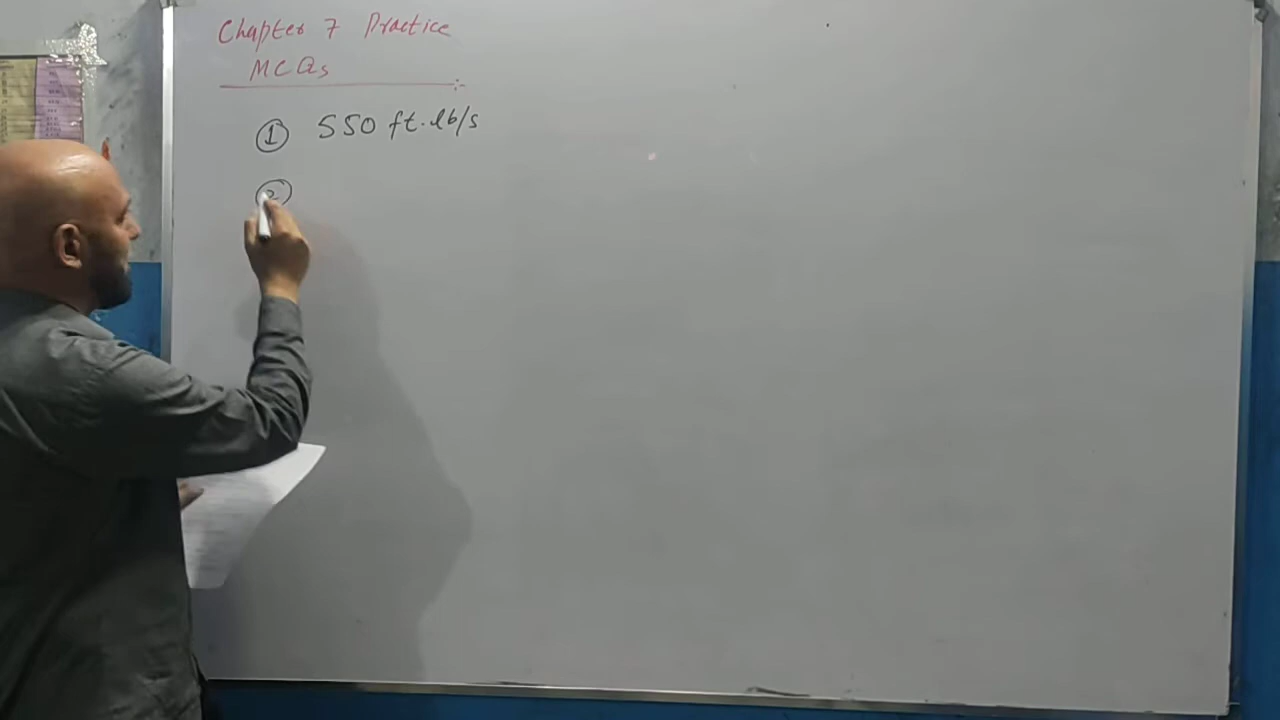 Chapter 7 Practice
MCQs
① 550 ft.lb/s
②